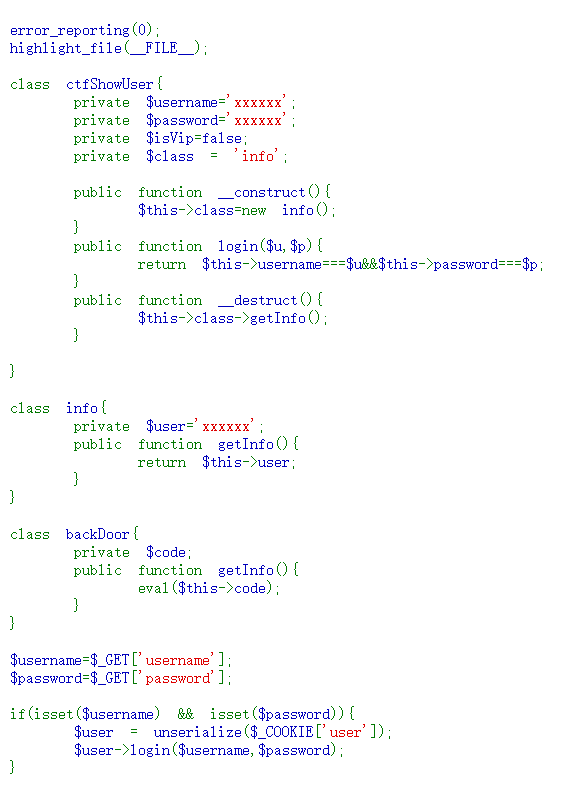 error_reporting(0);
highlight_file(__FILE__);
class ctfShowUser{
private $username='xxxxxx';
private $password='xxxxxx';
private $isVip=false;
private $class = 'info';
public function __construct(){
$this->class=new info();
}
public function login($u,$p){
return $this->username===$u&&$this->password===$p;
}
public function __destruct(){
$this->class->getInfo();
}
}
class info{
private $user='xxxxxx';
public function getInfo(){
return $this->user;
}
}
class backDoor{
private $code;
public function getInfo(){
eval($this->code);
}
}
$username=$_GET['username'];
$password=$_GET['password'];
if(isset($username) && isset($password)){
$user = unserialize($_COOKIE['user']);
$user->login($username,$password);
}